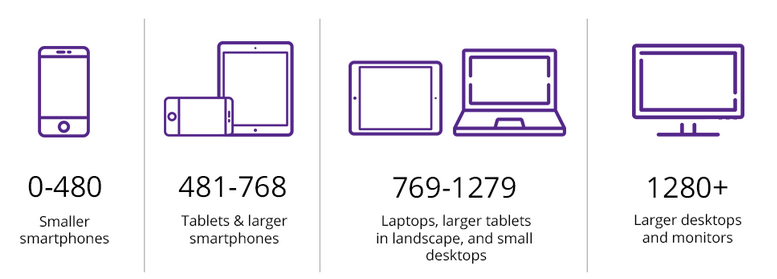 0-480
Smaller
smartphones
481-768
Tablets & larger
smartphones
769-1279
Laptops, larger tablets
in landscape, and small
desktops
1280+
Larger desktops
and monitors